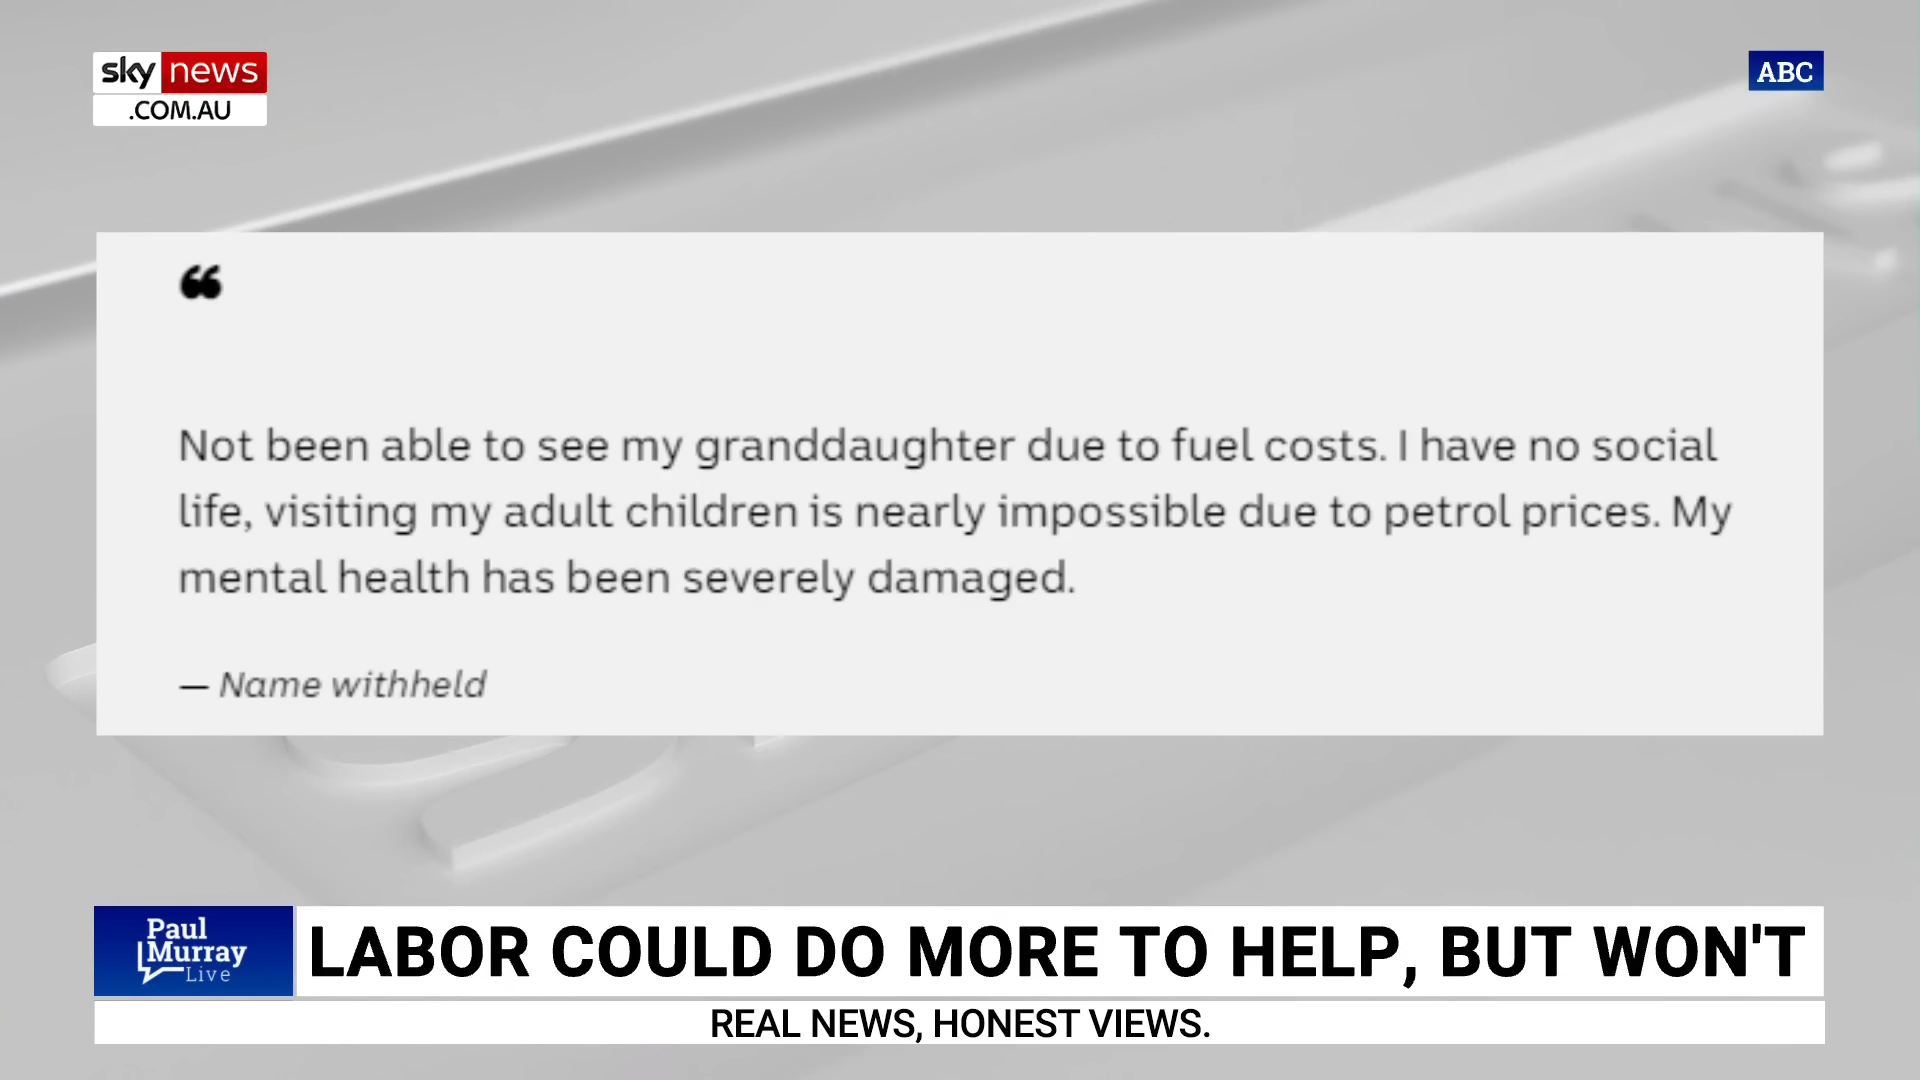 sky news
.COM.AU
ABC
❝
Not been able to see my granddaughter due to fuel costs. I have no social
life, visiting my adult children is nearly impossible due to petrol prices. My
mental health has been severely damaged.
— Name withheld
Paul
Murray
Live
LABOR COULD DO MORE TO HELP, BUT WON'T
REAL NEWS, HONEST VIEWS.